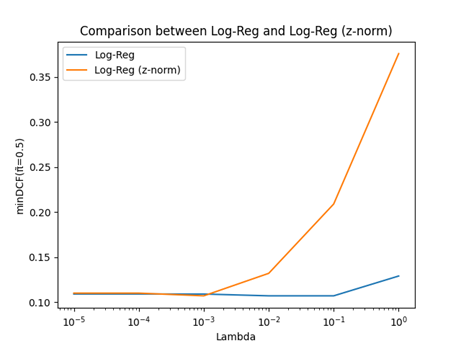 Comparison between Log-Reg and Log-Reg (z-norm)
Log-Reg
Log-Reg (z-norm)
0.35
0.30
0.25
0.20
0.15
0.10
minDCF(π̃=0.5)
10⁻⁵ 10⁻⁴ 10⁻³ 10⁻² 10⁻¹ 10⁰
Lambda